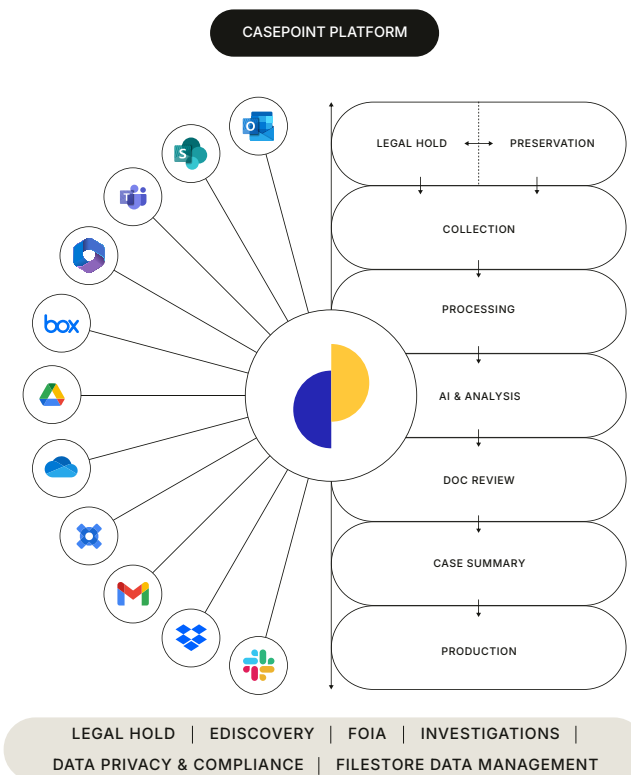 CASEPOINT PLATFORM
LEGAL HOLD
PRESERVATION
COLLECTION
PROCESSING
AI & ANALYSIS
DOC REVIEW
CASE SUMMARY
PRODUCTION
O
S
T
box
LEGAL HOLD | EDISCOVERY | FOIA | INVESTIGATIONS |
DATA PRIVACY & COMPLIANCE | FILESTORE DATA MANAGEMENT